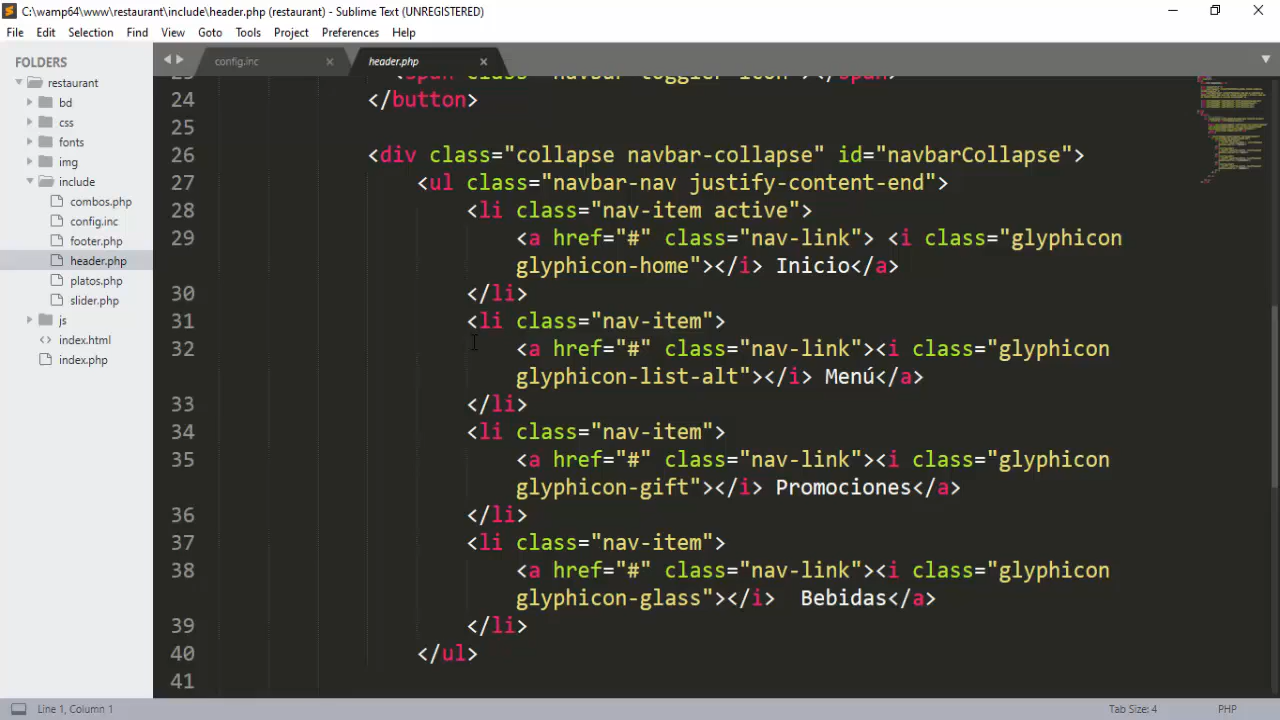 C:\wamp64\www\restaurant\include\header.php (restaurant) - Sublime Text (UNREGISTERED)
File Edit Selection Find View Goto Tools Project Preferences Help
FOLDERS
restaurant
bd
css
fonts
img
include
combos.php
config.inc
footer.php
header.php
platos.php
slider.php
js
index.html
index.php
config.inc header.php
24 </button>
25
26 <div class="collapse navbar-collapse" id="navbarCollapse">
27 <ul class="navbar-nav justify-content-end">
28 <li class="nav-item active">
29 <a href="#" class="nav-link"> <i class="glyphicon
glyphicon-home"></i> Inicio</a>
30 </li>
31 <li class="nav-item">
32 <a href="#" class="nav-link"><i class="glyphicon
glyphicon-list-alt"></i> Menú</a>
33 </li>
34 <li class="nav-item">
35 <a href="#" class="nav-link"><i class="glyphicon
glyphicon-gift"></i> Promociones</a>
36 </li>
37 <li class="nav-item">
38 <a href="#" class="nav-link"><i class="glyphicon
glyphicon-glass"></i>  Bebidas</a>
39 </li>
40 </ul>
41
Line 1, Column 1 Tab Size: 4 PHP